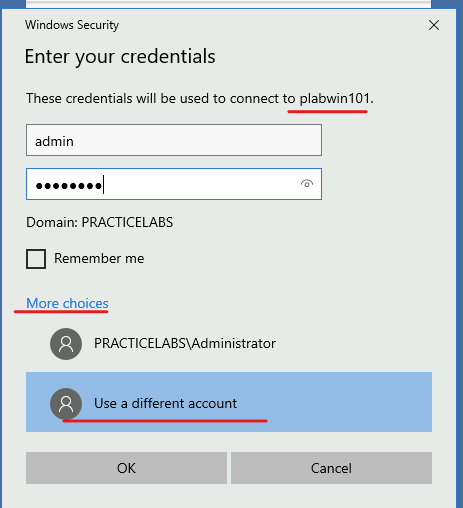 Windows Security
Enter your credentials
These credentials will be used to connect to plabwin101.
admin
●●●●●●●●
Domain: PRACTICELABS
Remember me
More choices
PRACTICELABS\Administrator
Use a different account
OK
Cancel